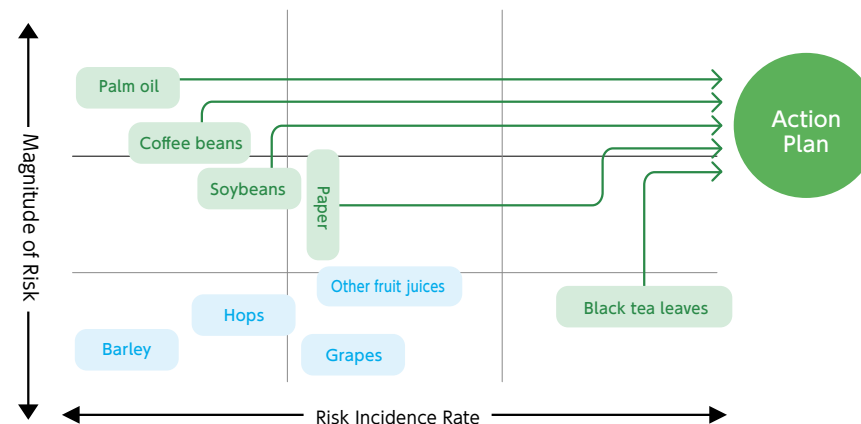 Magnitude of Risk
Palm oil
Coffee beans
Soybeans
Paper
Action
Plan
Other fruit juices
Hops
Black tea leaves
Barley
Grapes
Risk Incidence Rate